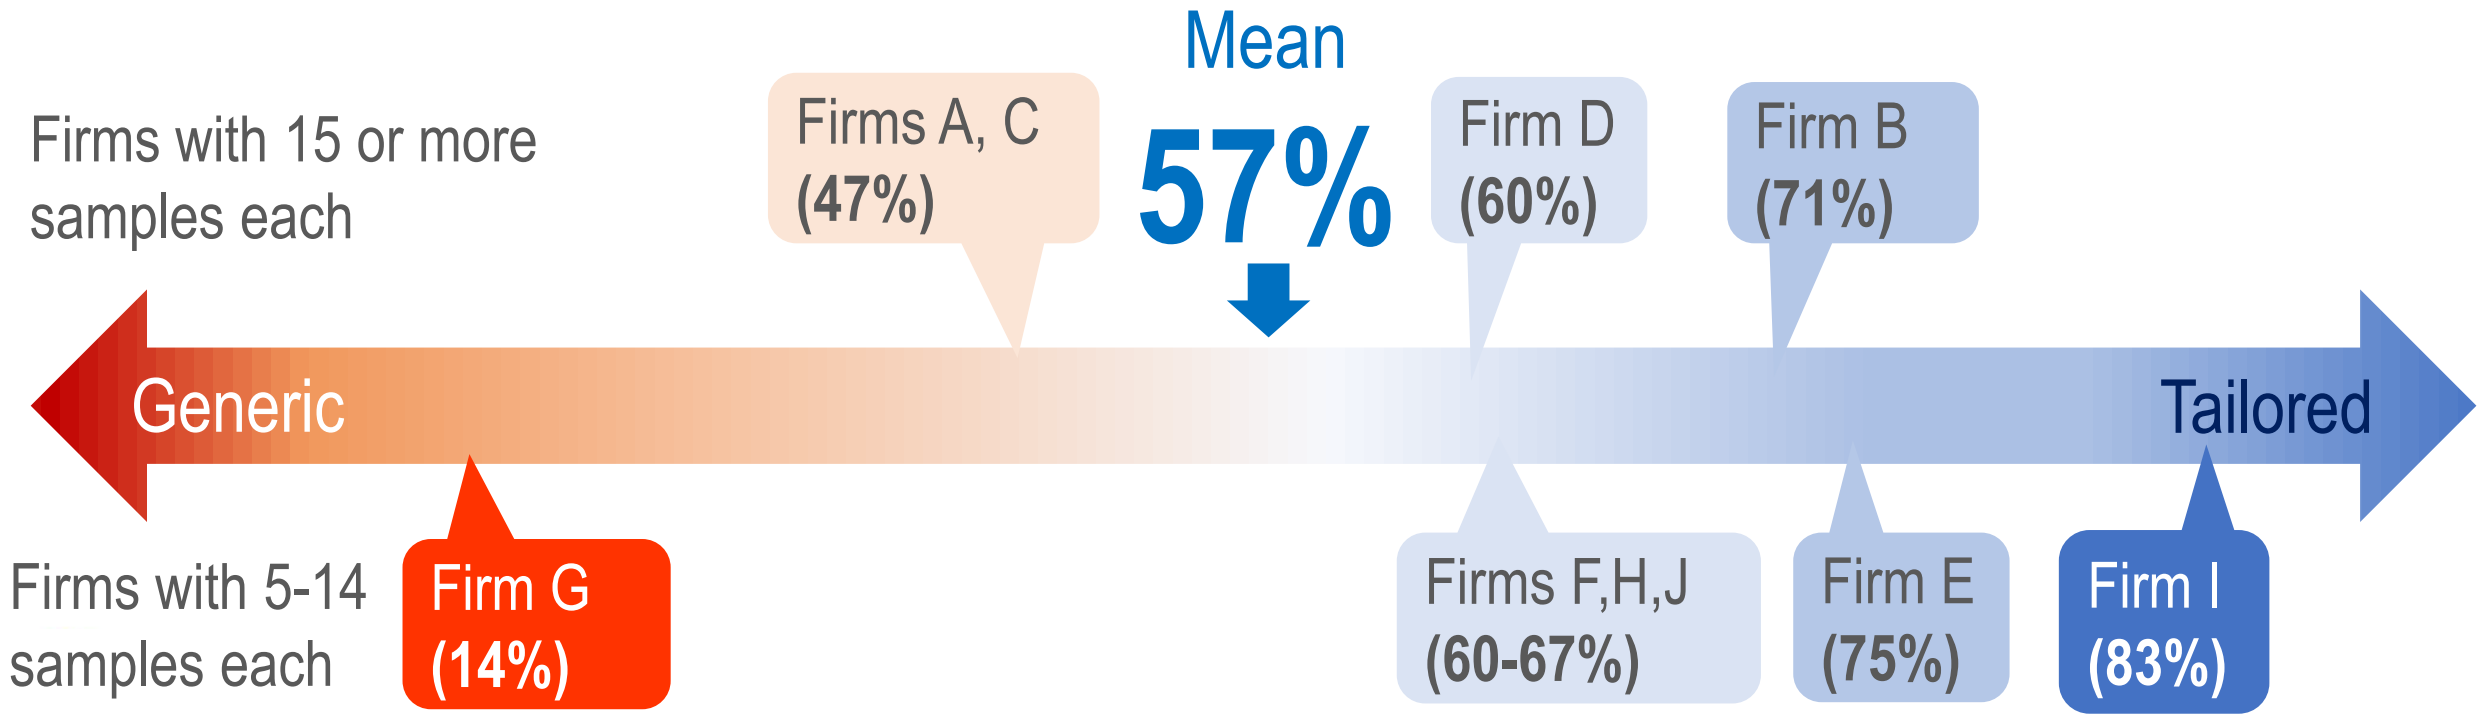 Mean
57%
Firms with 15 or more
samples each
Firms A, C
(47%)
Firm D
(60%)
Firm B
(71%)
Generic
Tailored
Firms with 5-14
samples each
Firm G
(14%)
Firms F,H,J
(60-67%)
Firm E
(75%)
Firm I
(83%)